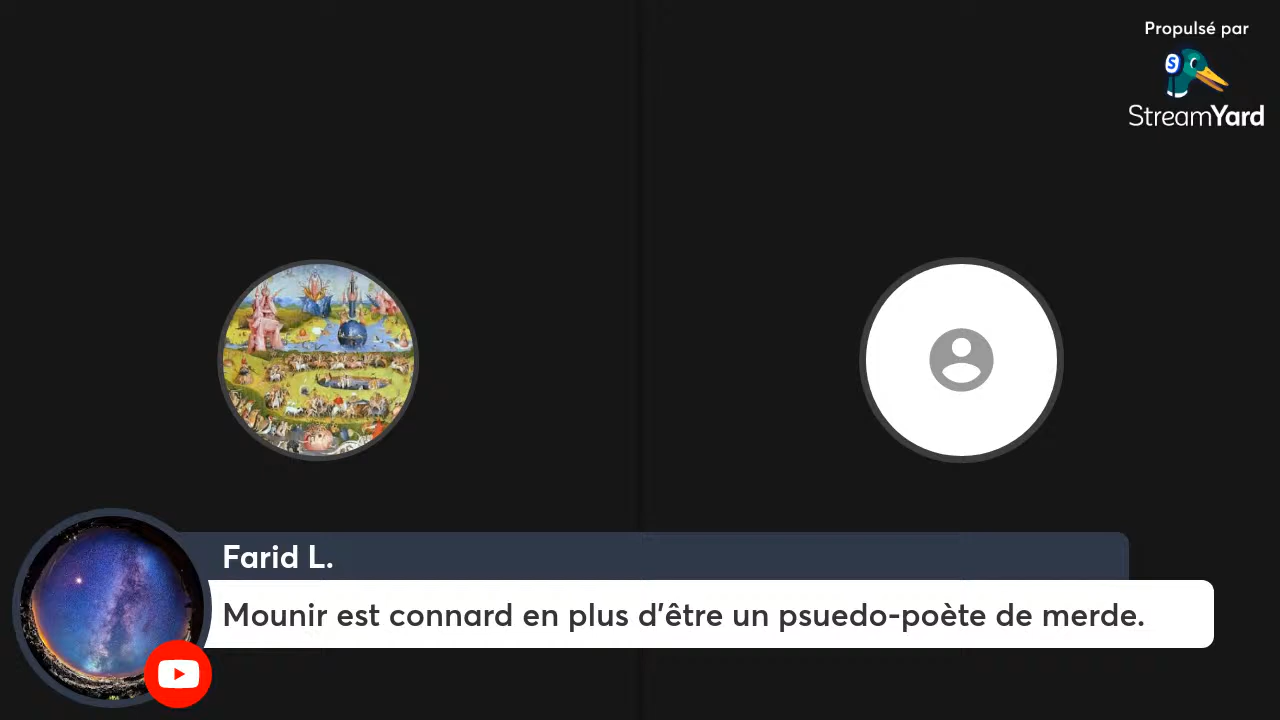 Propulsé par
S
StreamYard
Farid L.
Mounir est connard en plus d'être un psuedo-poète de merde.